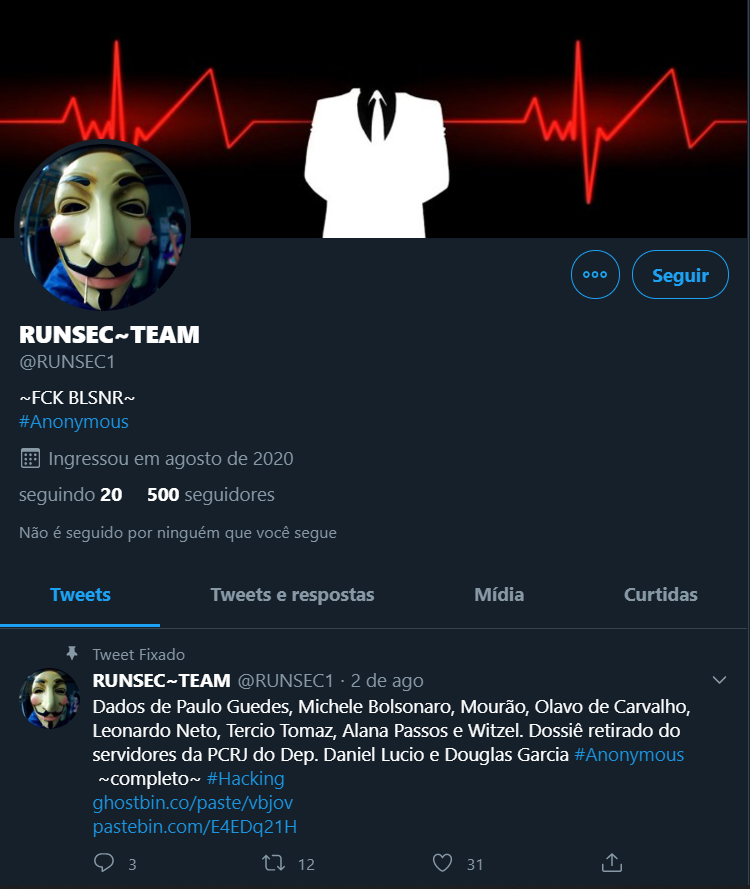 Seguir
RUNSEC~TEAM
@RUNSEC1
~FCK BLSNR~
#Anonymous
Ingressou em agosto de 2020
seguindo 20 500 seguidores
Não é seguido por ninguém que você segue
Tweets Tweets e respostas Mídia Curtidas
Tweet Fixado
RUNSEC~TEAM @RUNSEC1 · 2 de ago
Dados de Paulo Guedes, Michele Bolsonaro, Mourão, Olavo de Carvalho,
Leonardo Neto, Tercio Tomaz, Alana Passos e Witzel. Dossiê retirado do
servidores da PCRJ do Dep. Daniel Lucio e Douglas Garcia #Anonymous
~completo~ #Hacking
ghostbin.co/paste/vbjov
pastebin.com/E4EDq21H
3 12 31